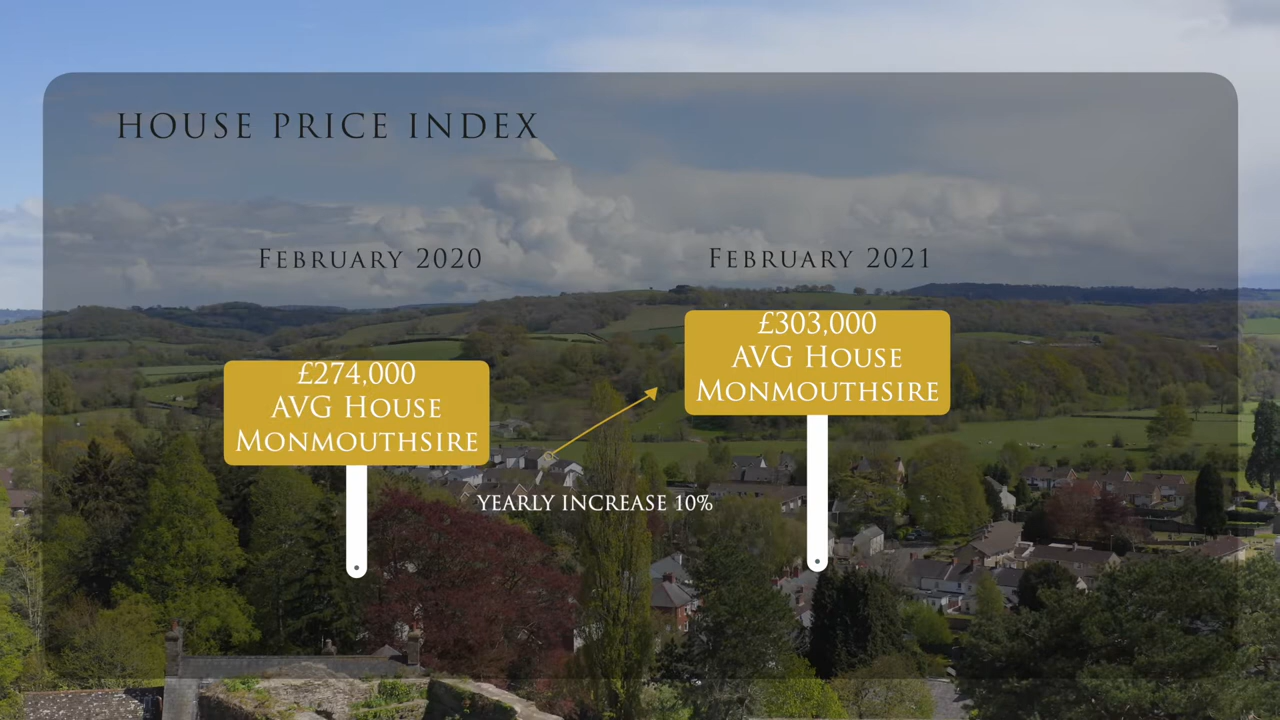 HOUSE PRICE INDEX
February 2020
February 2021
£274,000
AVG House
Monmouthsire
£303,000
AVG House
Monmouthsire
YEARLY INCREASE 10%